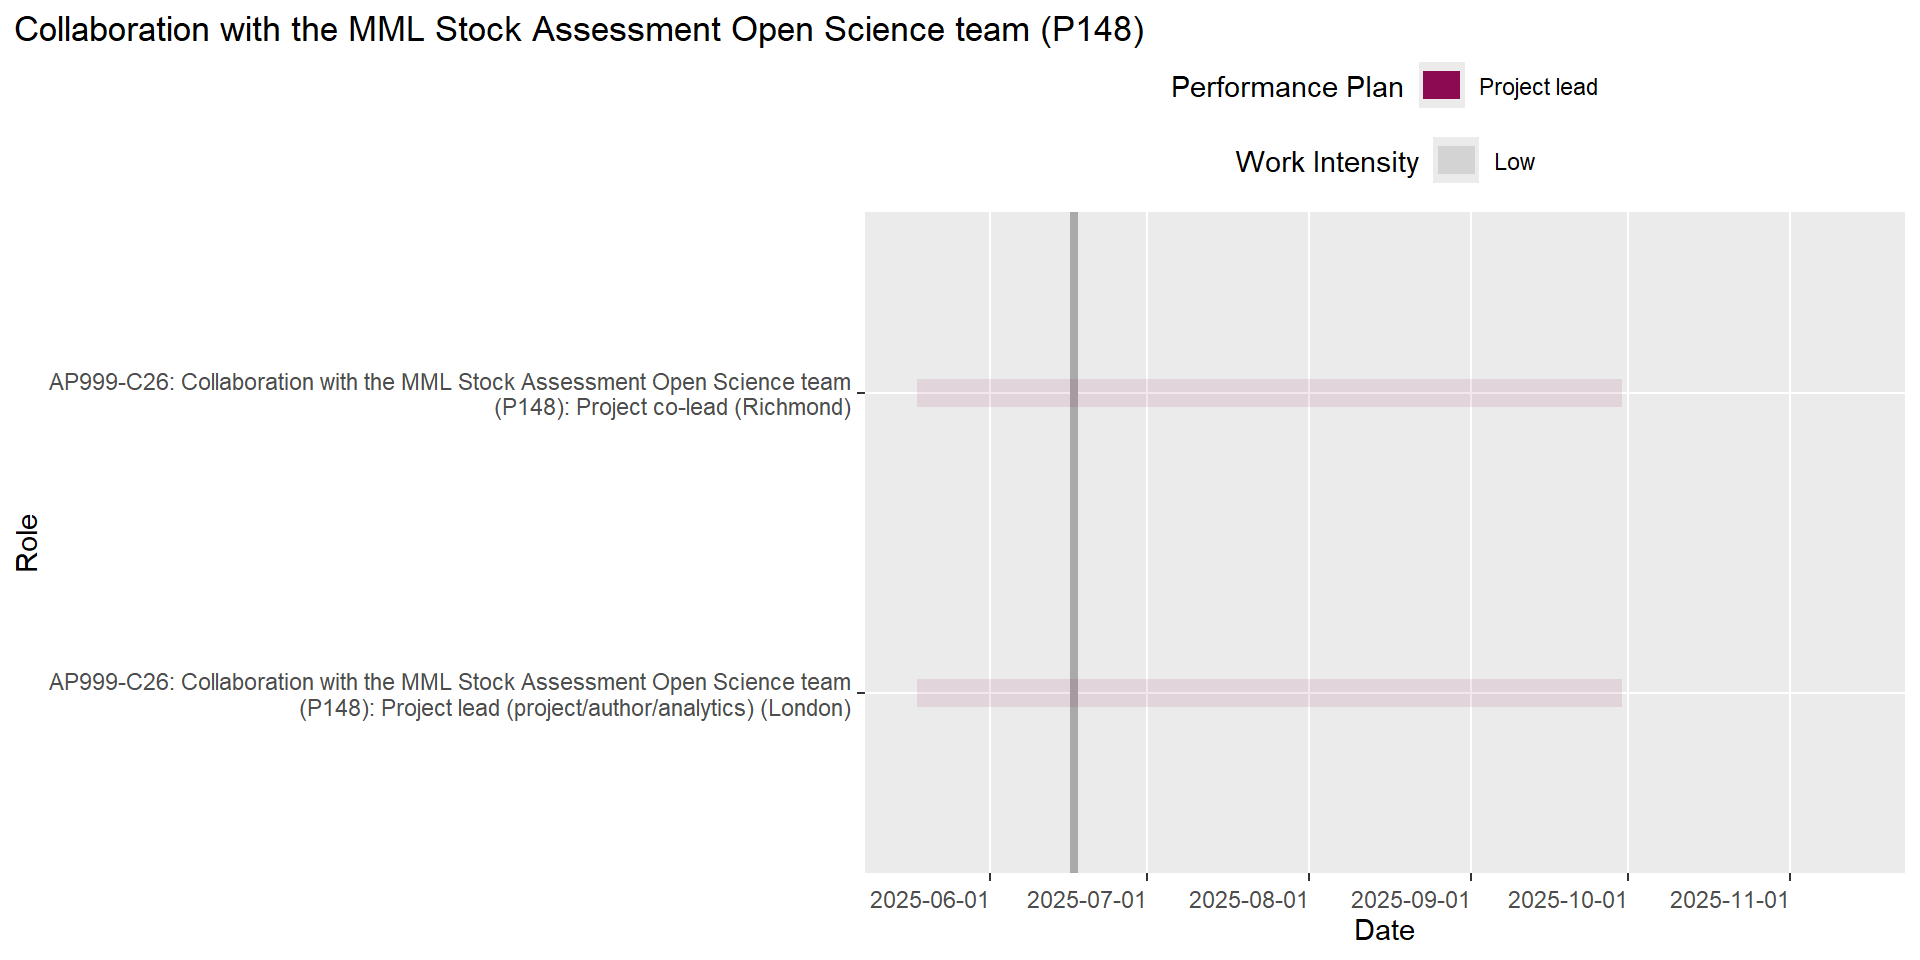 Collaboration with the MML Stock Assessment Open Science team (P148)
Performance Plan
Project lead
Work Intensity
Low
AP999-C26: Collaboration with the MML Stock Assessment Open Science team
(P148): Project co-lead (Richmond)
Role
AP999-C26: Collaboration with the MML Stock Assessment Open Science team
(P148): Project lead (project/author/analytics) (London)
2025-06-01
2025-07-01
2025-08-01
2025-09-01
2025-10-01
2025-11-01
Date